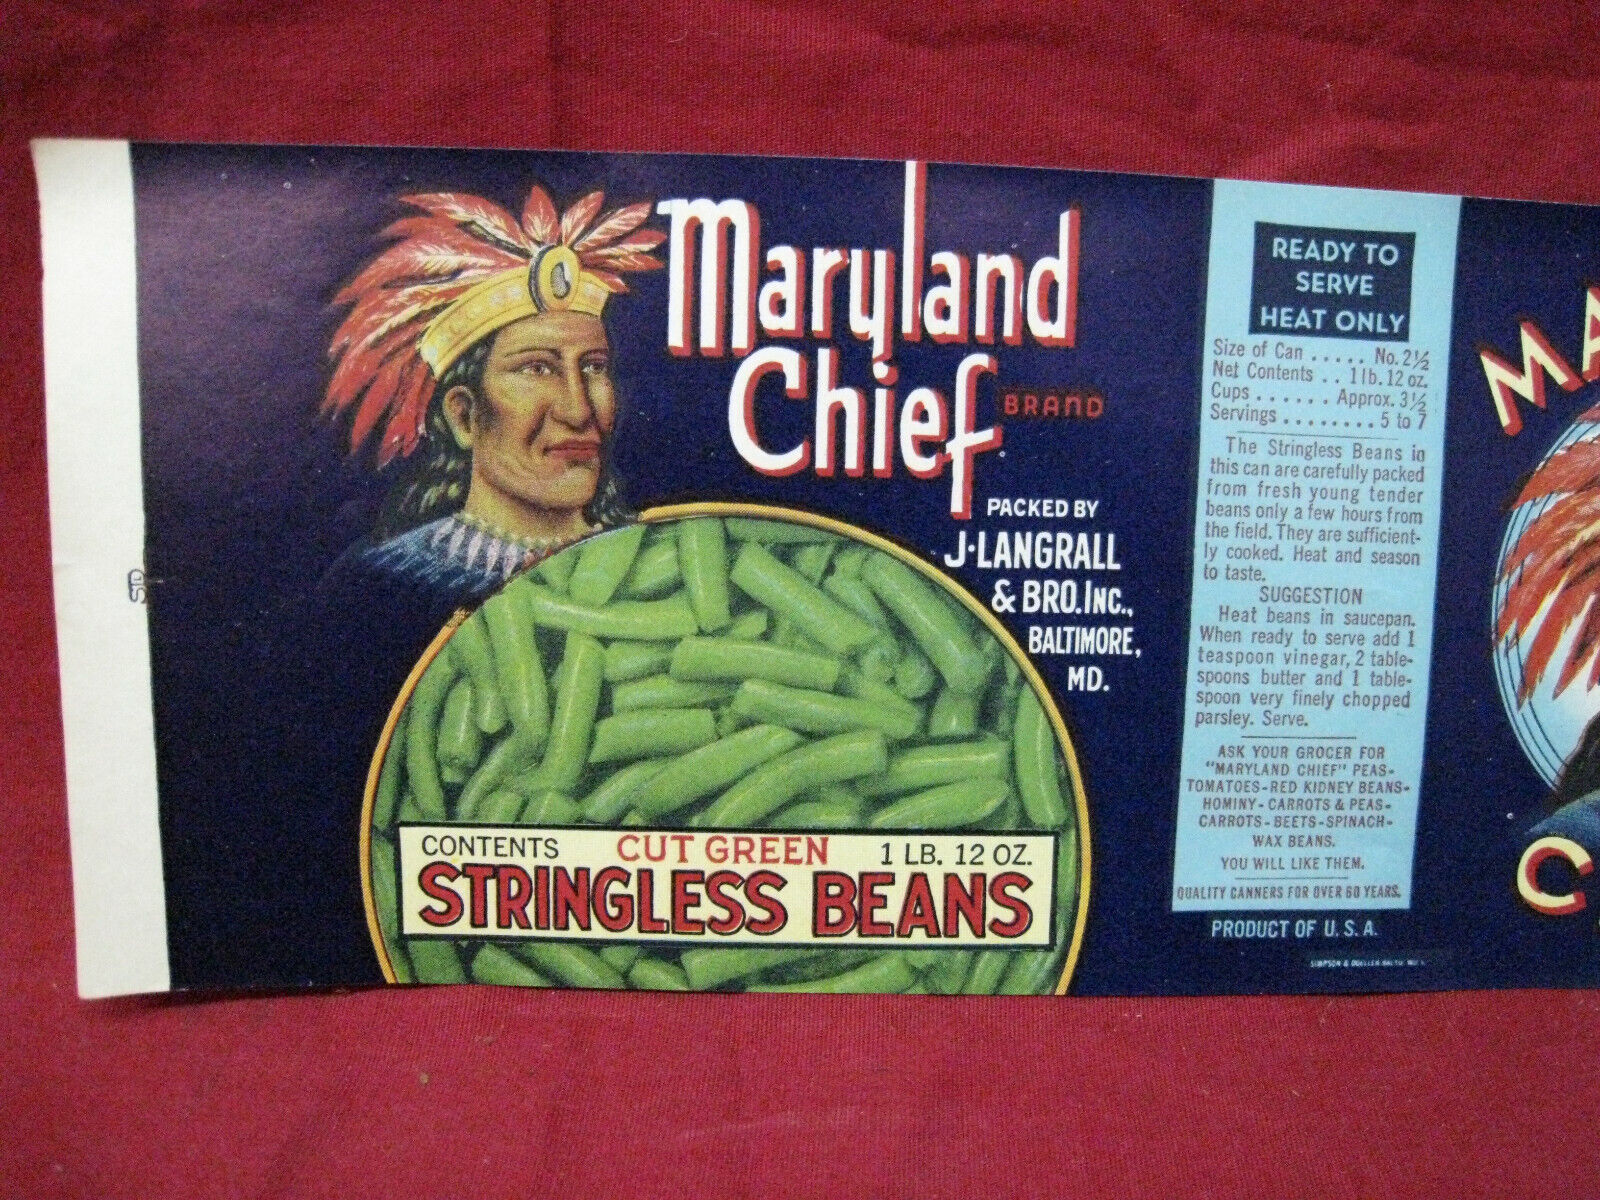 Maryland
Chief BRAND
PACKED BY
J·LANGRALL
& BRO. INC.,
BALTIMORE,
MD.
CONTENTS CUT GREEN 1 LB. 12 OZ.
STRINGLESS BEANS
STD
READY TO
SERVE
HEAT ONLY
Size of Can ..... No. 2½
Net Contents .. 1 lb. 12 oz.
Cups ...... Approx. 3½
Servings ........ 5 to 7
The Stringless Beans in
this can are carefully packed
from fresh young tender
beans only a few hours from
the field. They are sufficient-
ly cooked. Heat and season
to taste.
SUGGESTION
Heat beans in saucepan.
When ready to serve add 1
teaspoon vinegar, 2 table-
spoons butter and 1 table-
spoon very finely chopped
parsley. Serve.
ASK YOUR GROCER FOR
"MARYLAND CHIEF" PEAS-
TOMATOES-RED KIDNEY BEANS-
HOMINY-CARROTS & PEAS-
CARROTS-BEETS-SPINACH-
WAX BEANS.
YOU WILL LIKE THEM.
QUALITY CANNERS FOR OVER 60 YEARS.
PRODUCT OF U. S. A.
SIMPSON & DOELLER BALTO.
MA
C